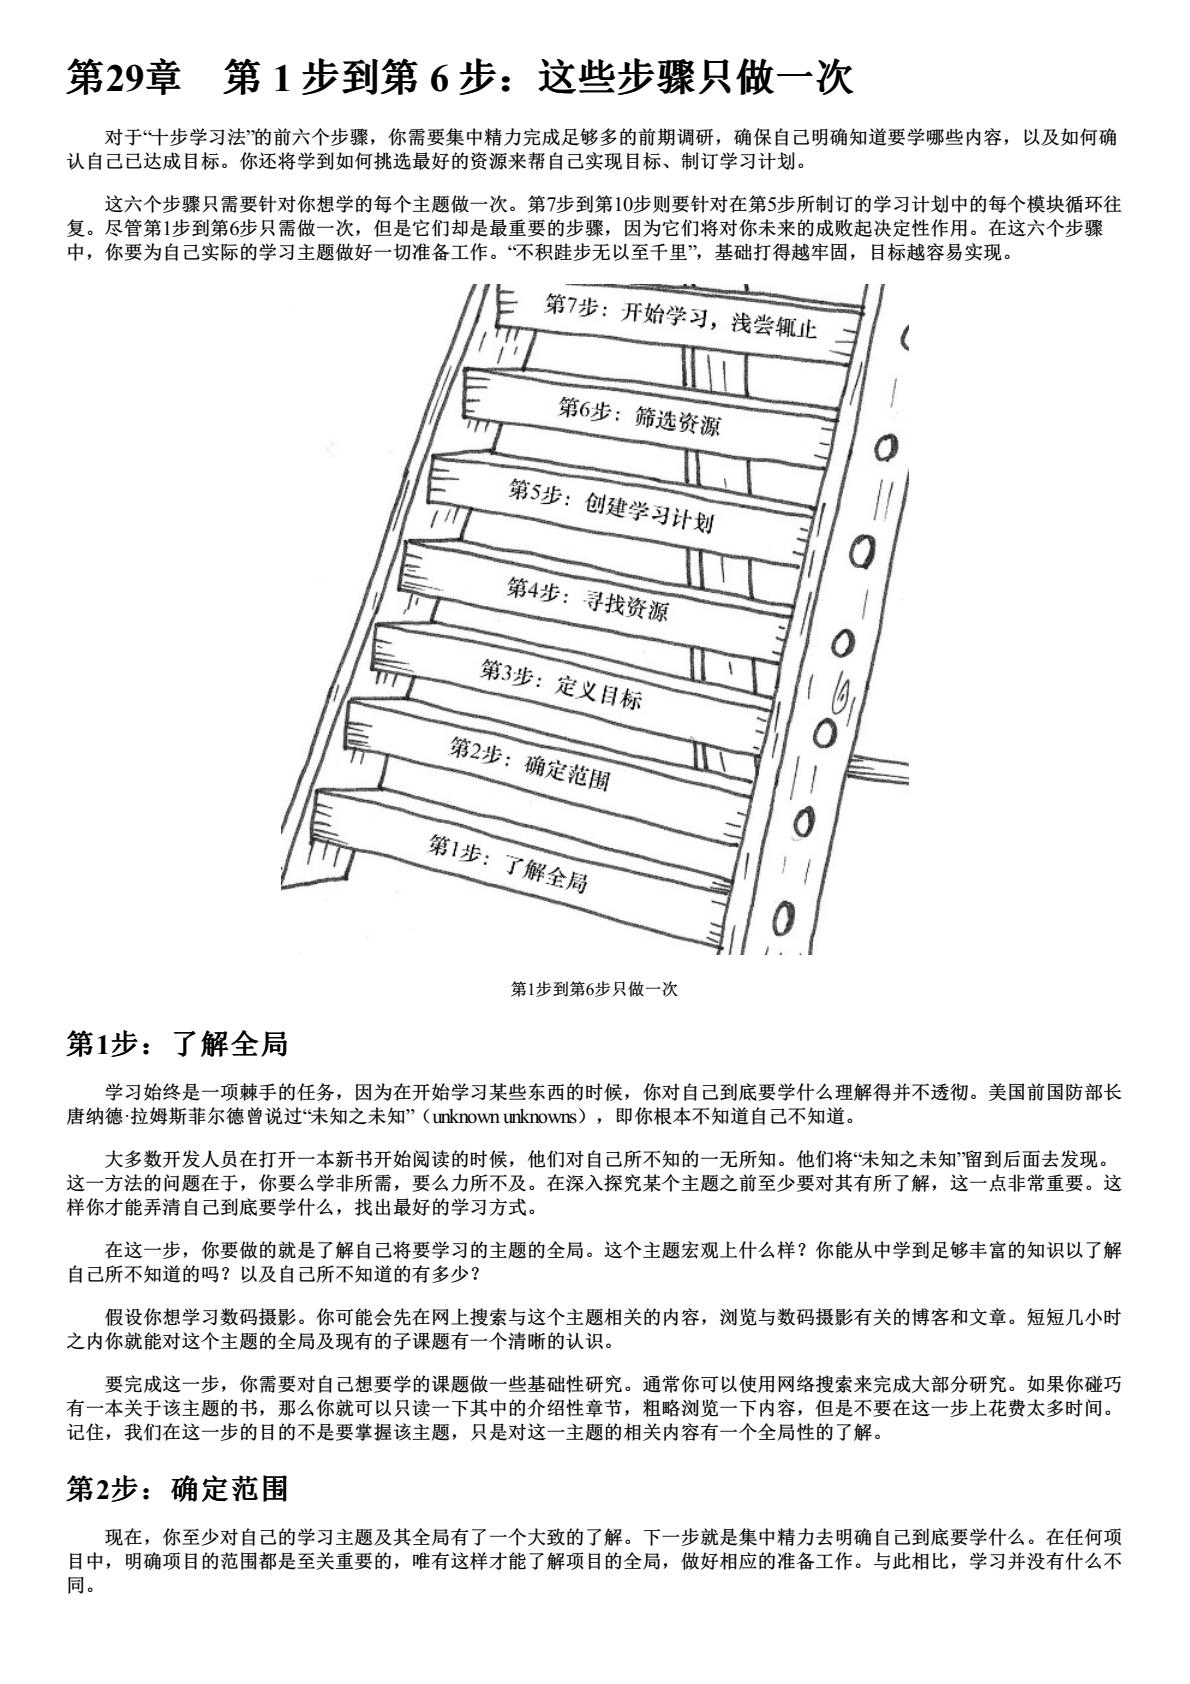 第29章　第 1 步到第 6 步：这些步骤只做一次
对于“十步学习法”的前六个步骤，你需要集中精力完成足够多的前期调研，确保自己明确知道要学哪些内容，以及如何确
认自己已达成目标。你还将学到如何挑选最好的资源来帮自己实现目标、制订学习计划。
这六个步骤只需要针对你想学的每个主题做一次。第7步到第10步则要针对在第5步所制订的学习计划中的每个模块循环往
复。尽管第1步到第6步只需做一次，但是它们却是最重要的步骤，因为它们将对你未来的成败起决定性作用。在这六个步骤
中，你要为自己实际的学习主题做好一切准备工作。“不积跬步无以至千里”，基础打得越牢固，目标越容易实现。
第7步：开始学习，浅尝辄止
第6步：筛选资源
第5步：创建学习计划
第4步：寻找资源
第3步：定义目标
第2步：确定范围
第1步：了解全局
第1步到第6步只做一次
第1步：了解全局
学习始终是一项棘手的任务，因为在开始学习某些东西的时候，你对自己到底要学什么理解得并不透彻。美国前国防部长
唐纳德·拉姆斯菲尔德曾说过“未知之未知”（unknown unknowns），即你根本不知道自己不知道。
大多数开发人员在打开一本新书开始阅读的时候，他们对自己所不知的一无所知。他们将“未知之未知”留到后面去发现。
这一方法的问题在于，你要么学非所需，要么力所不及。在深入探究某个主题之前至少要对其有所了解，这一点非常重要。这
样你才能弄清自己到底要学什么，找出最好的学习方式。
在这一步，你要做的就是了解自己将要学习的主题的全局。这个主题宏观上什么样？你能从中学到足够丰富的知识以了解
自己所不知道的吗？以及自己所不知道的有多少？
假设你想学习数码摄影。你可能会先在网上搜索与这个主题相关的内容，浏览与数码摄影有关的博客和文章。短短几小时
之内你就能对这个主题的全局及现有的子课题有一个清晰的认识。
要完成这一步，你需要对自己想要学的课题做一些基础性研究。通常你可以使用网络搜索来完成大部分研究。如果你碰巧
有一本关于该主题的书，那么你就可以只读一下其中的介绍性章节，粗略浏览一下内容，但是不要在这一步上花费太多时间。
记住，我们在这一步的目的不是要掌握该主题，只是对这一主题的相关内容有一个全局性的了解。
第2步：确定范围
现在，你至少对自己的学习主题及其全局有了一个大致的了解。下一步就是集中精力去明确自己到底要学什么。在任何项
目中，明确项目的范围都是至关重要的，唯有这样才能了解项目的全局，做好相应的准备工作。与此相比，学习并没有什么不
同。